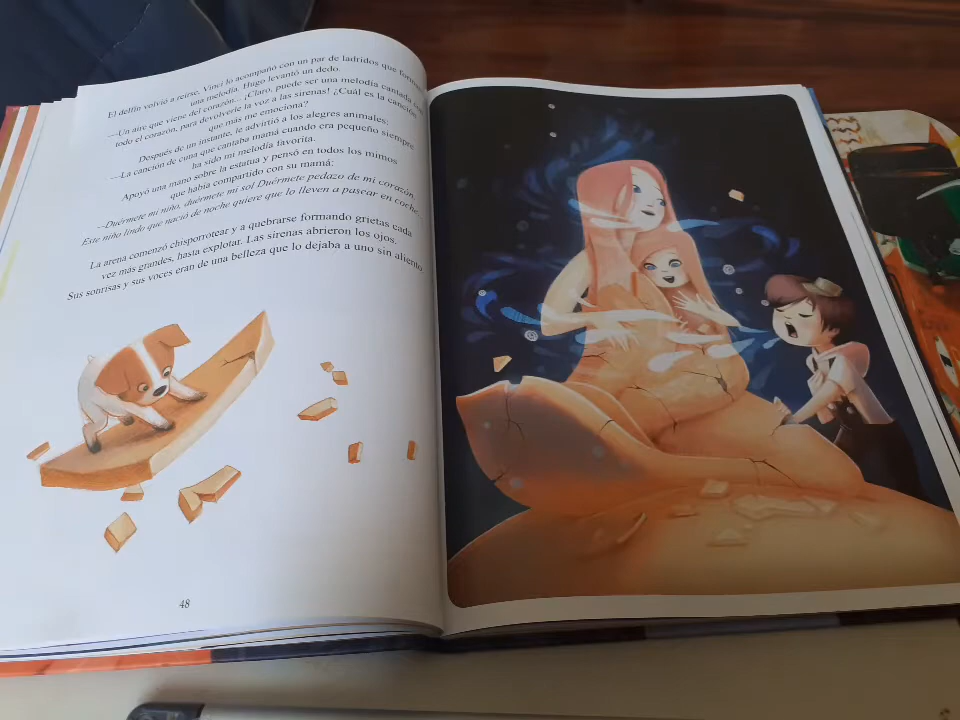 El delfín volvió a reírse, Vinci lo acompañó con un par de ladridos que
una melodía. Hugo levantó un dedo.
—Un aire que viene del corazón... ¡Claro, puede ser una melodía cantada
todo el corazón, para devolverle la voz a las sirenas! ¿Cuál es la canción
que más me emociona?
Después de un instante, le advirtió a los alegres animales:
—La canción de cuna que cantaba mamá cuando era pequeño siempre
ha sido mi melodía favorita.
Apoyó una mano sobre la estatua y pensó en todos los mimos
que había compartido con su mamá:
—Duérmete mi niño, duérmete mi sol Duérmete pedazo de mi corazón.
Este niño lindo que nació de noche quiere que lo lleven a pasear en coche
La arena comenzó chisporrotear y a quebrarse formando grietas cada
vez mas grandes, hasta explotar. Las sirenas abrieron los ojos.
Sus sonrisas y sus voces eran de una belleza que lo dejaba a uno sin aliento
48